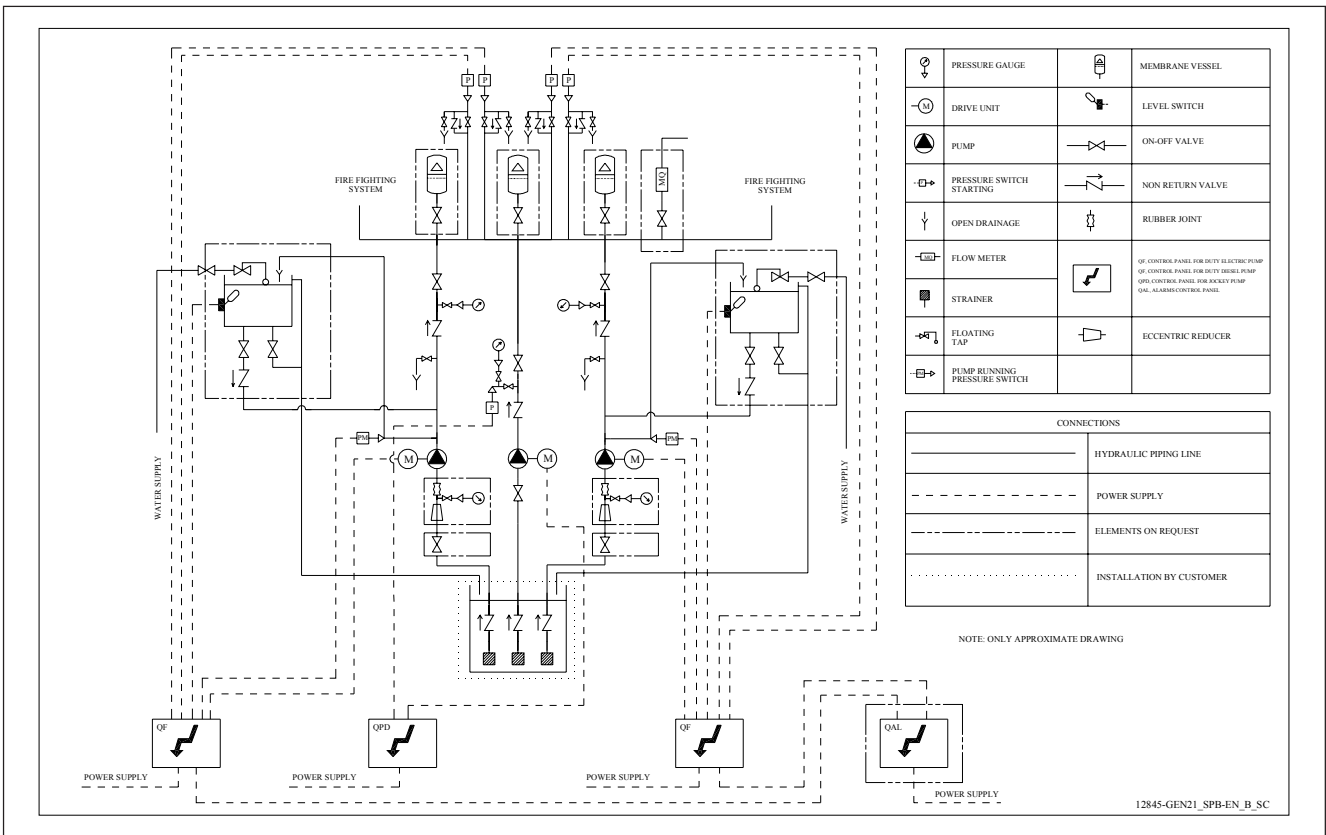 P
P
P
P
MQ
FIRE FIGHTING
SYSTEM
FIRE FIGHTING
SYSTEM
WATER SUPPLY
WATER SUPPLY
P
PM
M
M
M
PM
QF
QPD
QF
QAL
POWER SUPPLY
POWER SUPPLY
POWER SUPPLY
POWER SUPPLY
PRESSURE GAUGE
MEMBRANE VESSEL
M
DRIVE UNIT
LEVEL SWITCH
PUMP
ON-OFF VALVE
P
PRESSURE SWITCH
STARTING
NON RETURN VALVE
OPEN DRAINAGE
RUBBER JOINT
MQ
FLOW METER
QF, CONTROL PANEL FOR DUTY ELECTRIC PUMP
QF, CONTROL PANEL FOR DUTY DIESEL PUMP
QPD, CONTROL PANEL FOR JOCKEY PUMP
QAL, ALARMS CONTROL PANEL
STRAINER
FLOATING
TAP
ECCENTRIC REDUCER
PM
PUMP RUNNING
PRESSURE SWITCH
CONNECTIONS
HYDRAULIC PIPING LINE
POWER SUPPLY
ELEMENTS ON REQUEST
INSTALLATION BY CUSTOMER
NOTE: ONLY APPROXIMATE DRAWING
12845-GEN21_SPB-EN_B_SC